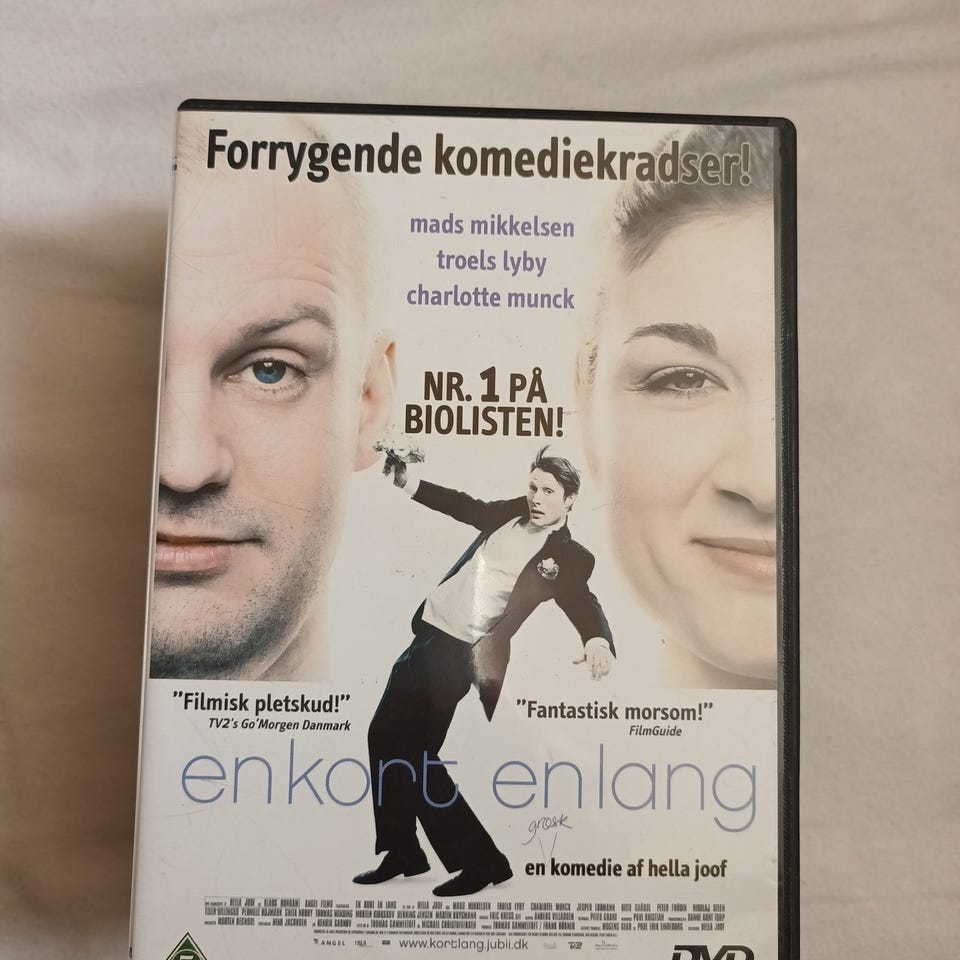 Forrygende komediekradser!
mads mikkelsen
troels lyby
charlotte munck
NR. 1 PÅ
BIOLISTEN!
"Filmisk pletskud!"
TV2's Go'Morgen Danmark
"Fantastisk morsom!"
FilmGuide
en kort en lang
græsk
en komedie af hella joof
ANGEL
www.kortlang.jubii.dk
DVD